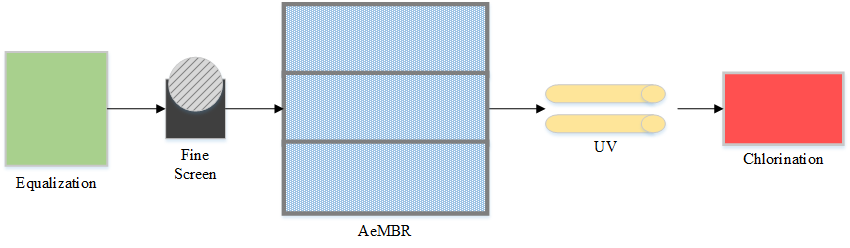 Equalization
Fine
Screen
AeMBR
UV
Chlorination